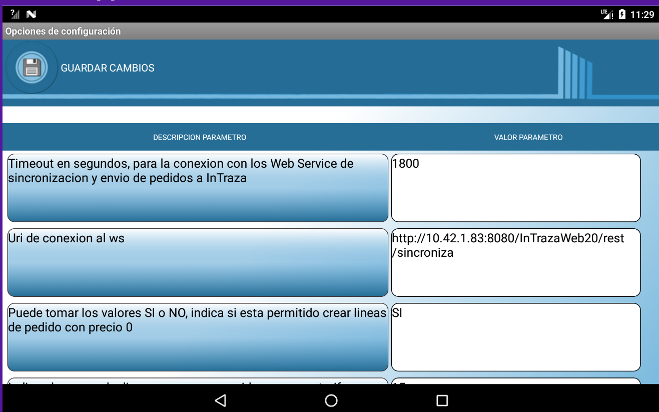 11:29
Opciones de configuración
GUARDAR CAMBIOS
DESCRIPCION PARAMETRO VALOR PARAMETRO
Timeout en segundos, para la conexion con los Web Service de
sincronizacion y envio de pedidos a InTraza
1800
Uri de conexion al ws
http://10.42.1.83:8080/InTrazaWeb20/rest
/sincroniza
Puede tomar los valores SI o NO, indica si esta permitido crear lineas
de pedido con precio 0
SI